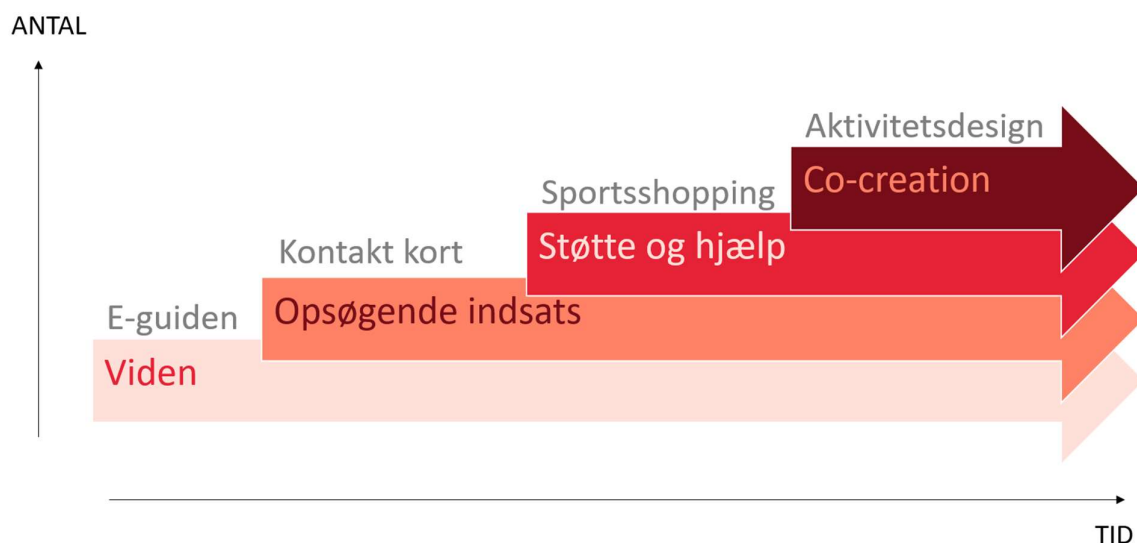 ANTAL
Aktivitetsdesign
Co-creation
Sportsshopping
Støtte og hjælp
Kontakt kort
Opsøgende indsats
E-guiden
Viden
TID